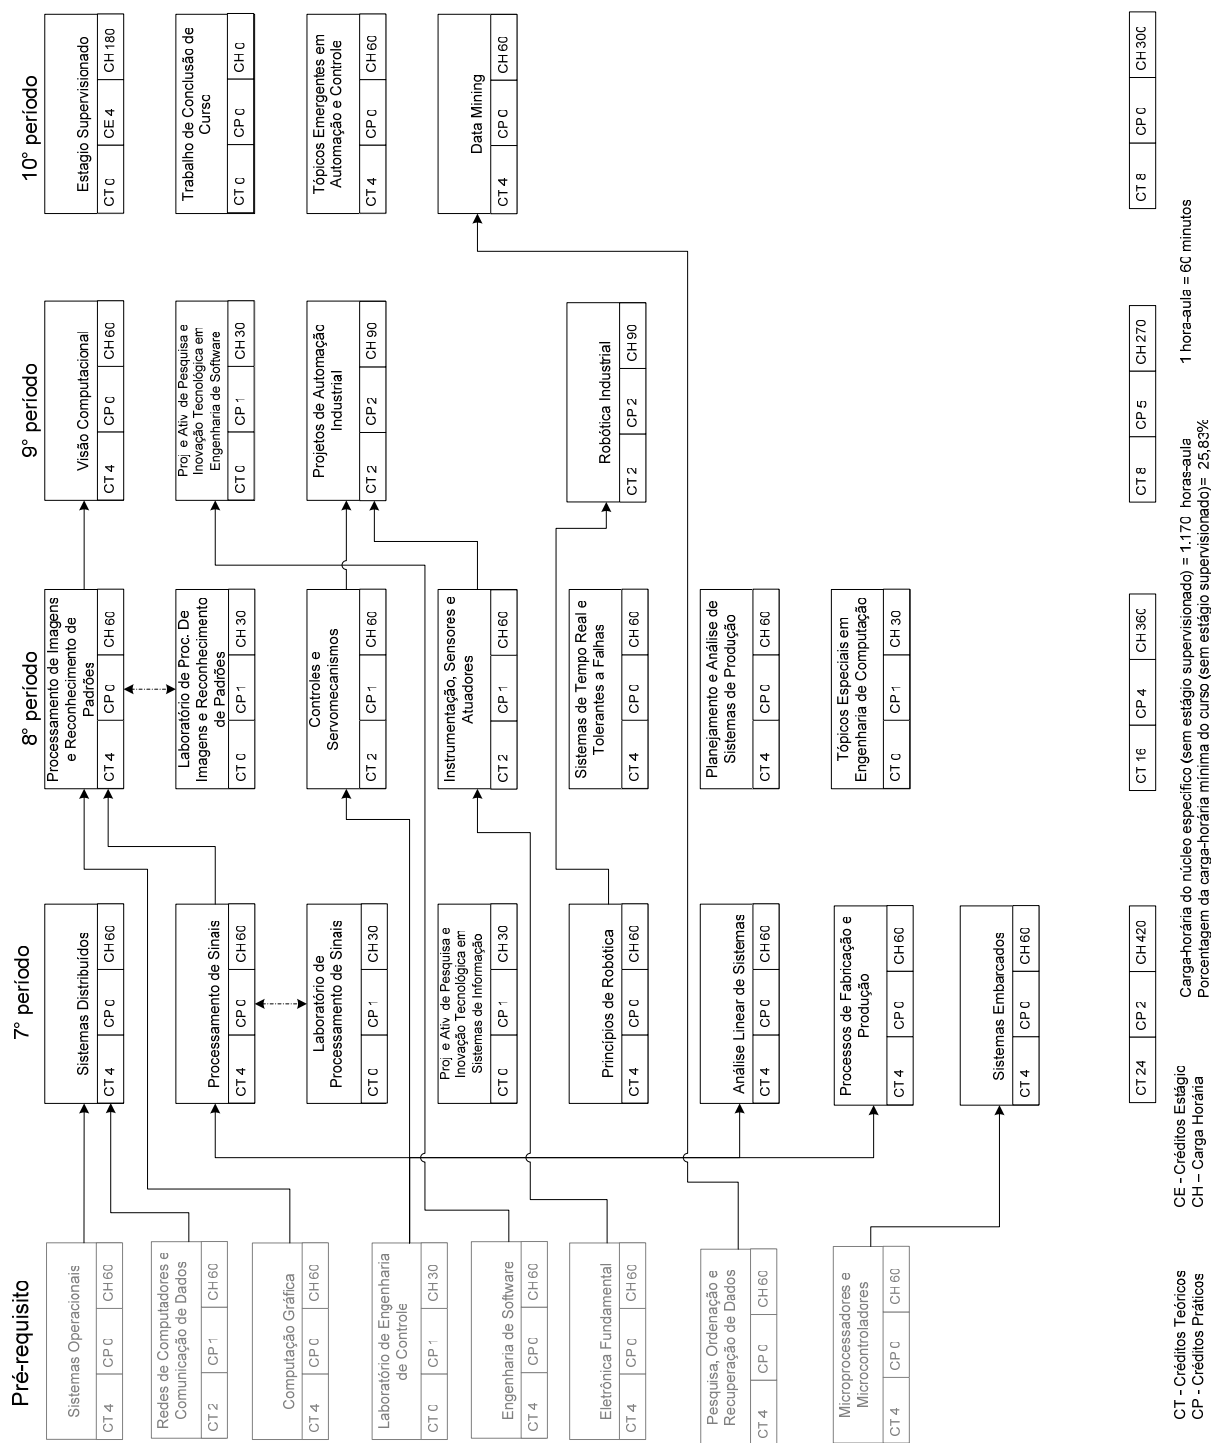 Pré-requisito
Sistemas Operacionais
CT 4 CP 0 CH 60
Redes de Computadores e
Comunicação de Dados
CT 2 CP 1 CH 60
Computação Gráfica
CT 4 CP 0 CH 60
Laboratório de Engenharia
de Controle
CT 0 CP 1 CH 30
Engenharia de Software
CT 4 CP 0 CH 60
Eletrônica Fundamental
CT 4 CP 0 CH 60
Pesquisa, Ordenação e
Recuperação de Dados
CT 4 CP 0 CH 60
Microprocessadores e
Microcontroladores
CT 4 CP 0 CH 60
7° período
Sistemas Distribuídos
CT 4 CP 0 CH 60
Processamento de Sinais
CT 4 CP 0 CH 60
Laboratório de
Processamento de Sinais
CT 0 CP 1 CH 30
Proj e Ativ de Pesquisa e
Inovação Tecnológica em
Sistemas de Informação
CT 0 CP 1 CH 30
Princípios de Robótica
CT 4 CP 0 CH 60
Análise Linear de Sistemas
CT 4 CP 0 CH 60
Processos de Fabricação e
Produção
CT 4 CP 0 CH 60
Sistemas Embarcados
CT 4 CP 0 CH 60
CT 24 CP 2 CH 420
8° período
Processamento de Imagens
e Reconhecimento de
Padrões
CT 4 CP 0 CH 60
Laboratório de Proc. De
Imagens e Reconhecimento
de Padrões
CT 0 CP 1 CH 30
Controles e
Servomecanismos
CT 2 CP 1 CH 60
Instrumentação, Sensores e
Atuadores
CT 2 CP 1 CH 60
Sistemas de Tempo Real e
Tolerantes a Falhas
CT 4 CP 0 CH 60
Planejamento e Análise de
Sistemas de Produção
CT 4 CP 0 CH 60
Tópicos Especiais em
Engenharia de Computação
CT 0 CP 1 CH 30
CT 16 CP 4 CH 360
9° período
Visão Computacional
CT 4 CP 0 CH 60
Proj e Ativ de Pesquisa e
Inovação Tecnológica em
Engenharia de Software
CT 0 CP 1 CH 30
Projetos de Automação
Industrial
CT 2 CP 2 CH 90
Robótica Industrial
CT 2 CP 2 CH 90
CT 8 CP 5 CH 270
10° período
Estagio Supervisionado
CT 0 CE 4 CH 180
Trabalho de Conclusão de
Curso
CT 0 CP 0 CH 0
Tópicos Emergentes em
Automação e Controle
CT 4 CP 0 CH 60
Data Mining
CT 4 CP 0 CH 60
CT 8 CP 0 CH 300
CT - Créditos Teóricos
CP - Créditos Práticos
CE - Créditos Estágio
CH – Carga Horária
Carga-horária do núcleo específico (sem estágio supervisionado) = 1.170 horas-aula
Porcentagem da carga-horária mínima do curso (sem estágio supervisionado)= 25,83%
1 hora-aula = 60 minutos